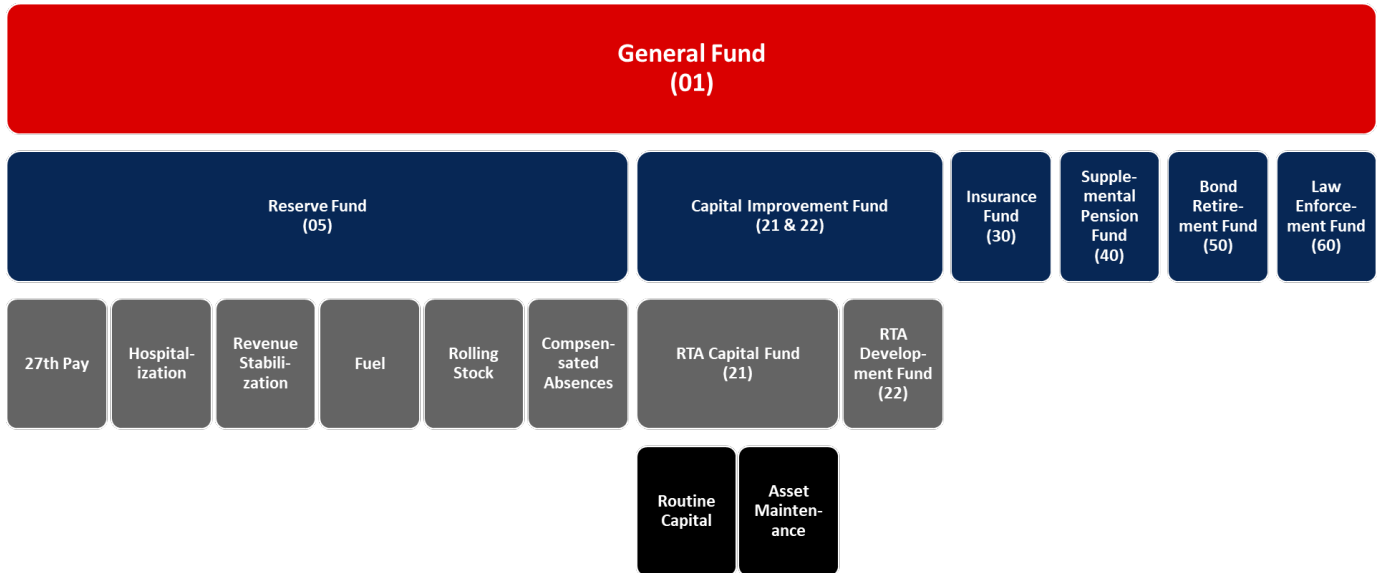 General Fund
(01)
Reserve Fund
(05)
Capital Improvement Fund
(21 & 22)
Insurance
Fund
(30)
Supple-
mental
Pension
Fund
(40)
Bond
Retire-
ment Fund
(50)
Law
Enforce-
ment Fund
(60)
27th Pay
Hospital-
ization
Revenue
Stabili-
zation
Fuel
Rolling
Stock
Compsen-
sated
Absences
RTA Capital Fund
(21)
RTA
Develop-
ment Fund
(22)
Routine
Capital
Asset
Mainten-
ance